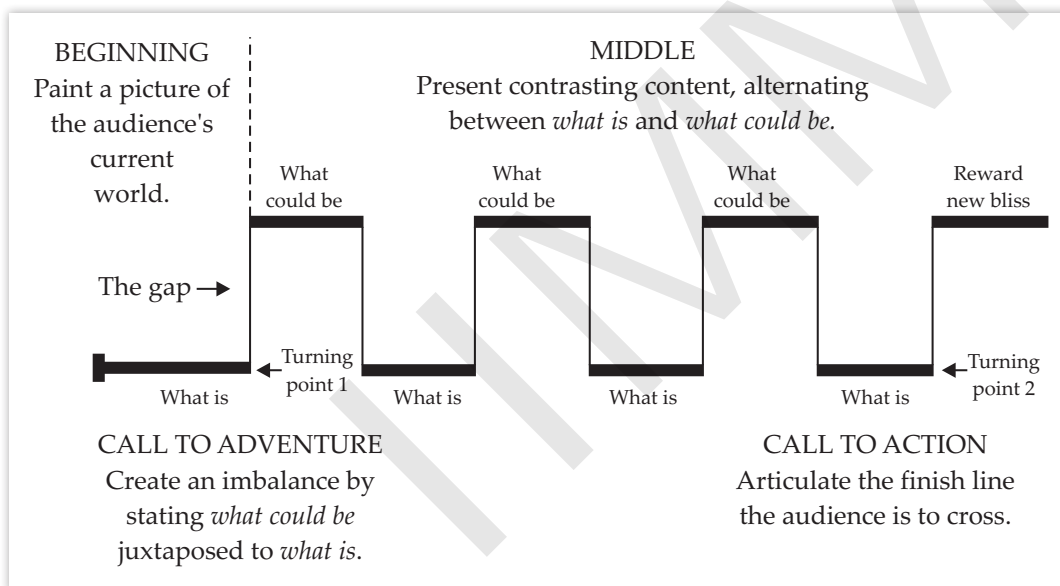 BEGINNING
Paint a picture of
the audience's
current
world.
MIDDLE
Present contrasting content, alternating
between what is and what could be.
What
could be
What
could be
What
could be
Reward
new bliss
The gap
Turning
point 1
Turning
point 2
What is
What is
What is
What is
CALL TO ADVENTURE
Create an imbalance by
stating what could be
juxtaposed to what is.
CALL TO ACTION
Articulate the finish line
the audience is to cross.